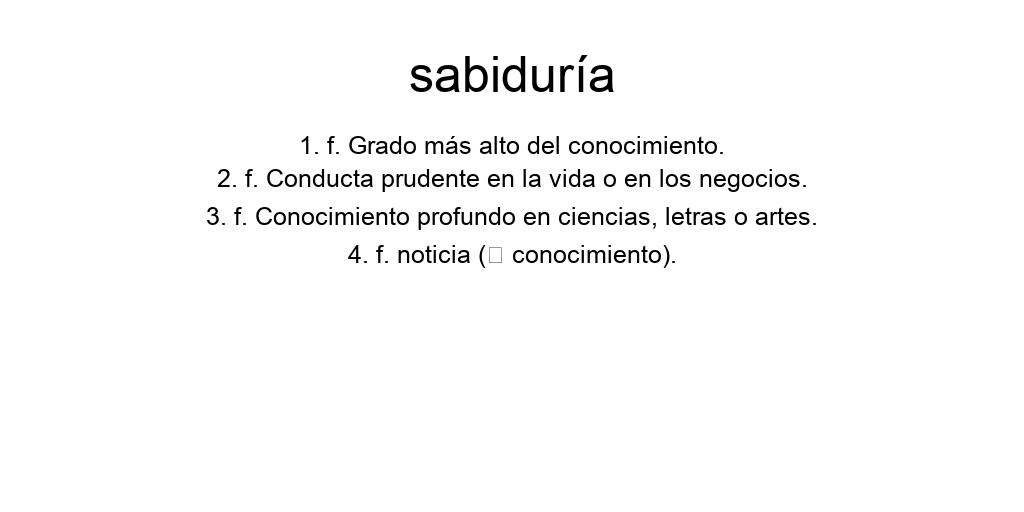 sabiduría
1. f. Grado más alto del conocimiento.
2. f. Conducta prudente en la vida o en los negocios.
3. f. Conocimiento profundo en ciencias, letras o artes.
4. f. noticia (□ conocimiento).